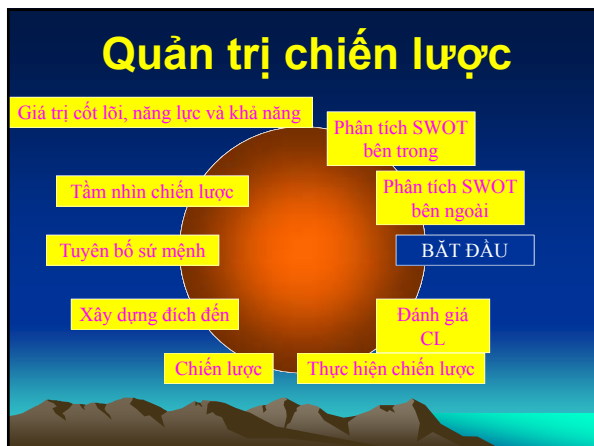 Quản trị chiến lược
Giá trị cốt lõi, năng lực và khả năng
Phân tích SWOT
bên trong
Tầm nhìn chiến lược
Phân tích SWOT
bên ngoài
Tuyên bố sứ mệnh
BĂT ĐẦU
Xây dựng đích đến
Đánh giá
CL
Chiến lược
Thực hiện chiến lược